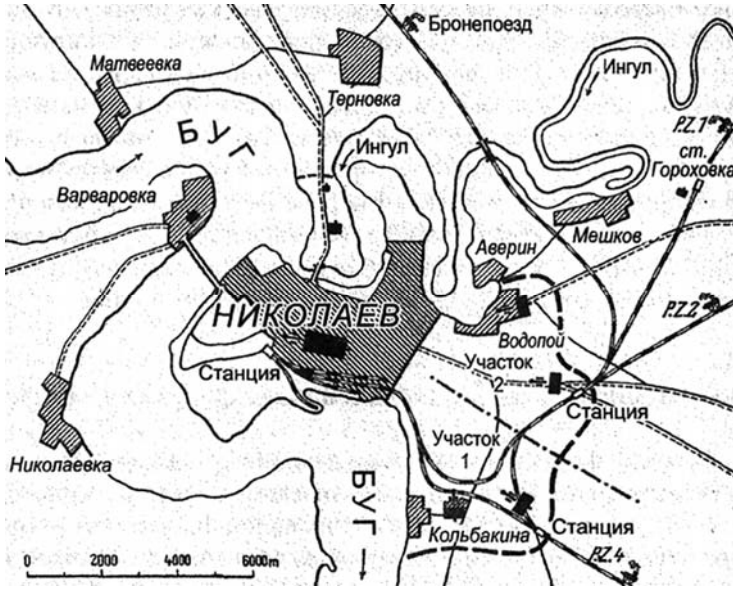 Бронепоезд
Матвеевка
Терновка
Ингул
P.Z.1
ст.
Гороховка
БУГ
Ингул
Варваровка
Мешков
Аверин
P.Z.2
НИКОЛАЕВ
Водопой
Участок
2
Станция
Станция
Участок
1
Николаевка
БУГ
Станция
Кольбакина
P.Z.4
0 2000 4000 6000m